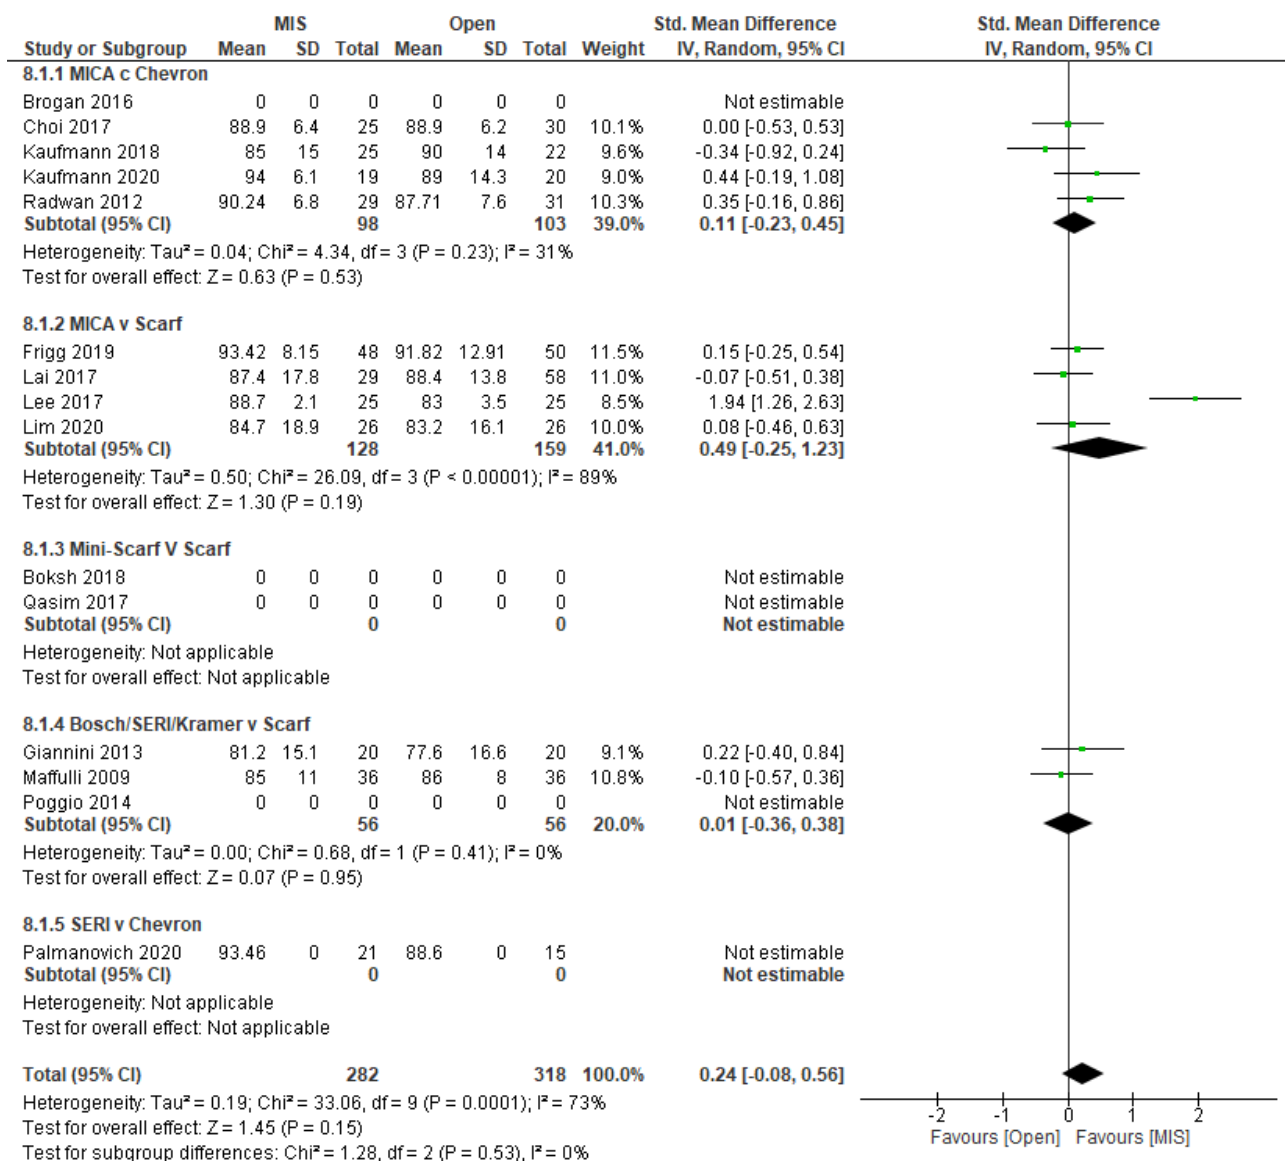 MIS Open Std. Mean Difference Std. Mean Difference
Study or Subgroup Mean SD Total Mean SD Total Weight IV, Random, 95% CI IV, Random, 95% CI
8.1.1 MICA c Chevron
Brogan 2016 0 0 0 0 0 0 Not estimable
Choi 2017 88.9 6.4 25 88.9 6.2 30 10.1% 0.00 [-0.53, 0.53]
Kaufmann 2018 85 15 25 90 14 22 9.6% -0.34 [-0.92, 0.24]
Kaufmann 2020 94 6.1 19 89 14.3 20 9.0% 0.44 [-0.19, 1.08]
Radwan 2012 90.24 6.8 29 87.71 7.6 31 10.3% 0.35 [-0.16, 0.86]
Subtotal (95% CI) 98 103 39.0% 0.11 [-0.23, 0.45]
Heterogeneity: Tau² = 0.04; Chi² = 4.34, df = 3 (P = 0.23); I² = 31%
Test for overall effect: Z = 0.63 (P = 0.53)
8.1.2 MICA v Scarf
Frigg 2019 93.42 8.15 48 91.82 12.91 50 11.5% 0.15 [-0.25, 0.54]
Lai 2017 87.4 17.8 29 88.4 13.8 58 11.0% -0.07 [-0.51, 0.38]
Lee 2017 88.7 2.1 25 83 3.5 25 8.5% 1.94 [1.26, 2.63]
Lim 2020 84.7 18.9 26 83.2 16.1 26 10.0% 0.08 [-0.46, 0.63]
Subtotal (95% CI) 128 159 41.0% 0.49 [-0.25, 1.23]
Heterogeneity: Tau² = 0.50; Chi² = 26.09, df = 3 (P < 0.00001); I² = 89%
Test for overall effect: Z = 1.30 (P = 0.19)
8.1.3 Mini-Scarf V Scarf
Boksh 2018 0 0 0 0 0 0 Not estimable
Qasim 2017 0 0 0 0 0 0 Not estimable
Subtotal (95% CI) 0 0 Not estimable
Heterogeneity: Not applicable
Test for overall effect: Not applicable
8.1.4 Bosch/SERI/Kramer v Scarf
Giannini 2013 81.2 15.1 20 77.6 16.6 20 9.1% 0.22 [-0.40, 0.84]
Maffulli 2009 85 11 36 86 8 36 10.8% -0.10 [-0.57, 0.36]
Poggio 2014 0 0 0 0 0 0 Not estimable
Subtotal (95% CI) 56 56 20.0% 0.01 [-0.36, 0.38]
Heterogeneity: Tau² = 0.00; Chi² = 0.68, df = 1 (P = 0.41); I² = 0%
Test for overall effect: Z = 0.07 (P = 0.95)
8.1.5 SERI v Chevron
Palmanovich 2020 93.46 0 21 88.6 0 15 Not estimable
Subtotal (95% CI) 0 0 Not estimable
Heterogeneity: Not applicable
Test for overall effect: Not applicable
Total (95% CI) 282 318 100.0% 0.24 [-0.08, 0.56]
Heterogeneity: Tau² = 0.19; Chi² = 33.06, df = 9 (P = 0.0001); I² = 73%
Test for overall effect: Z = 1.45 (P = 0.15)
Test for subgroup differences: Chi² = 1.28, df = 2 (P = 0.53), I² = 0%
-2 -1 0 1 2
Favours [Open] Favours [MIS]